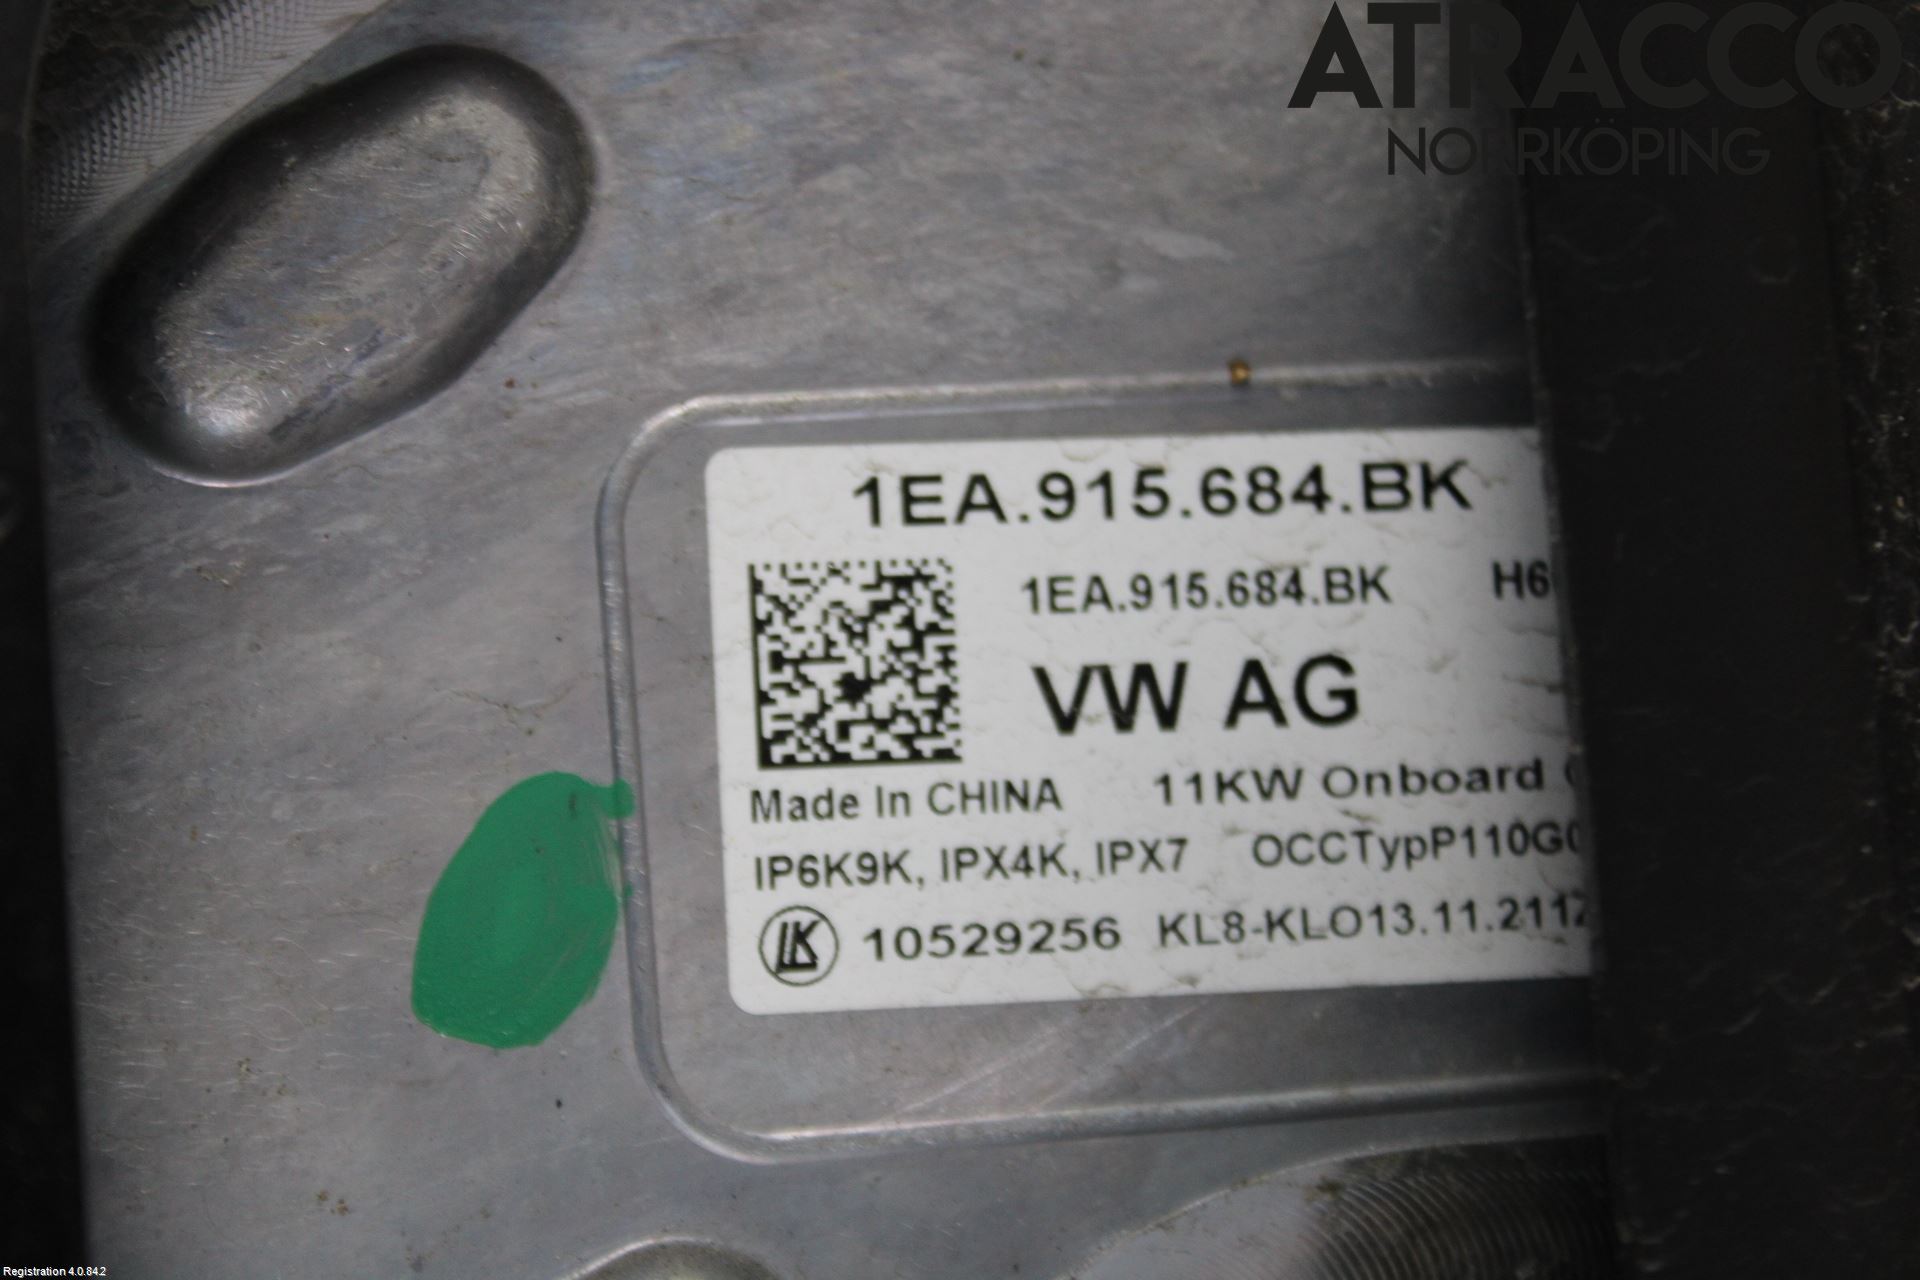 ATRACCO
NORRKÖPING
1EA.915.684.BK
1EA.915.684.BK
VW AG
Made In CHINA 11KW Onboard
IP6K9K, IPX4K, IPX7
LK 10529256
Registration 4.0.84.2